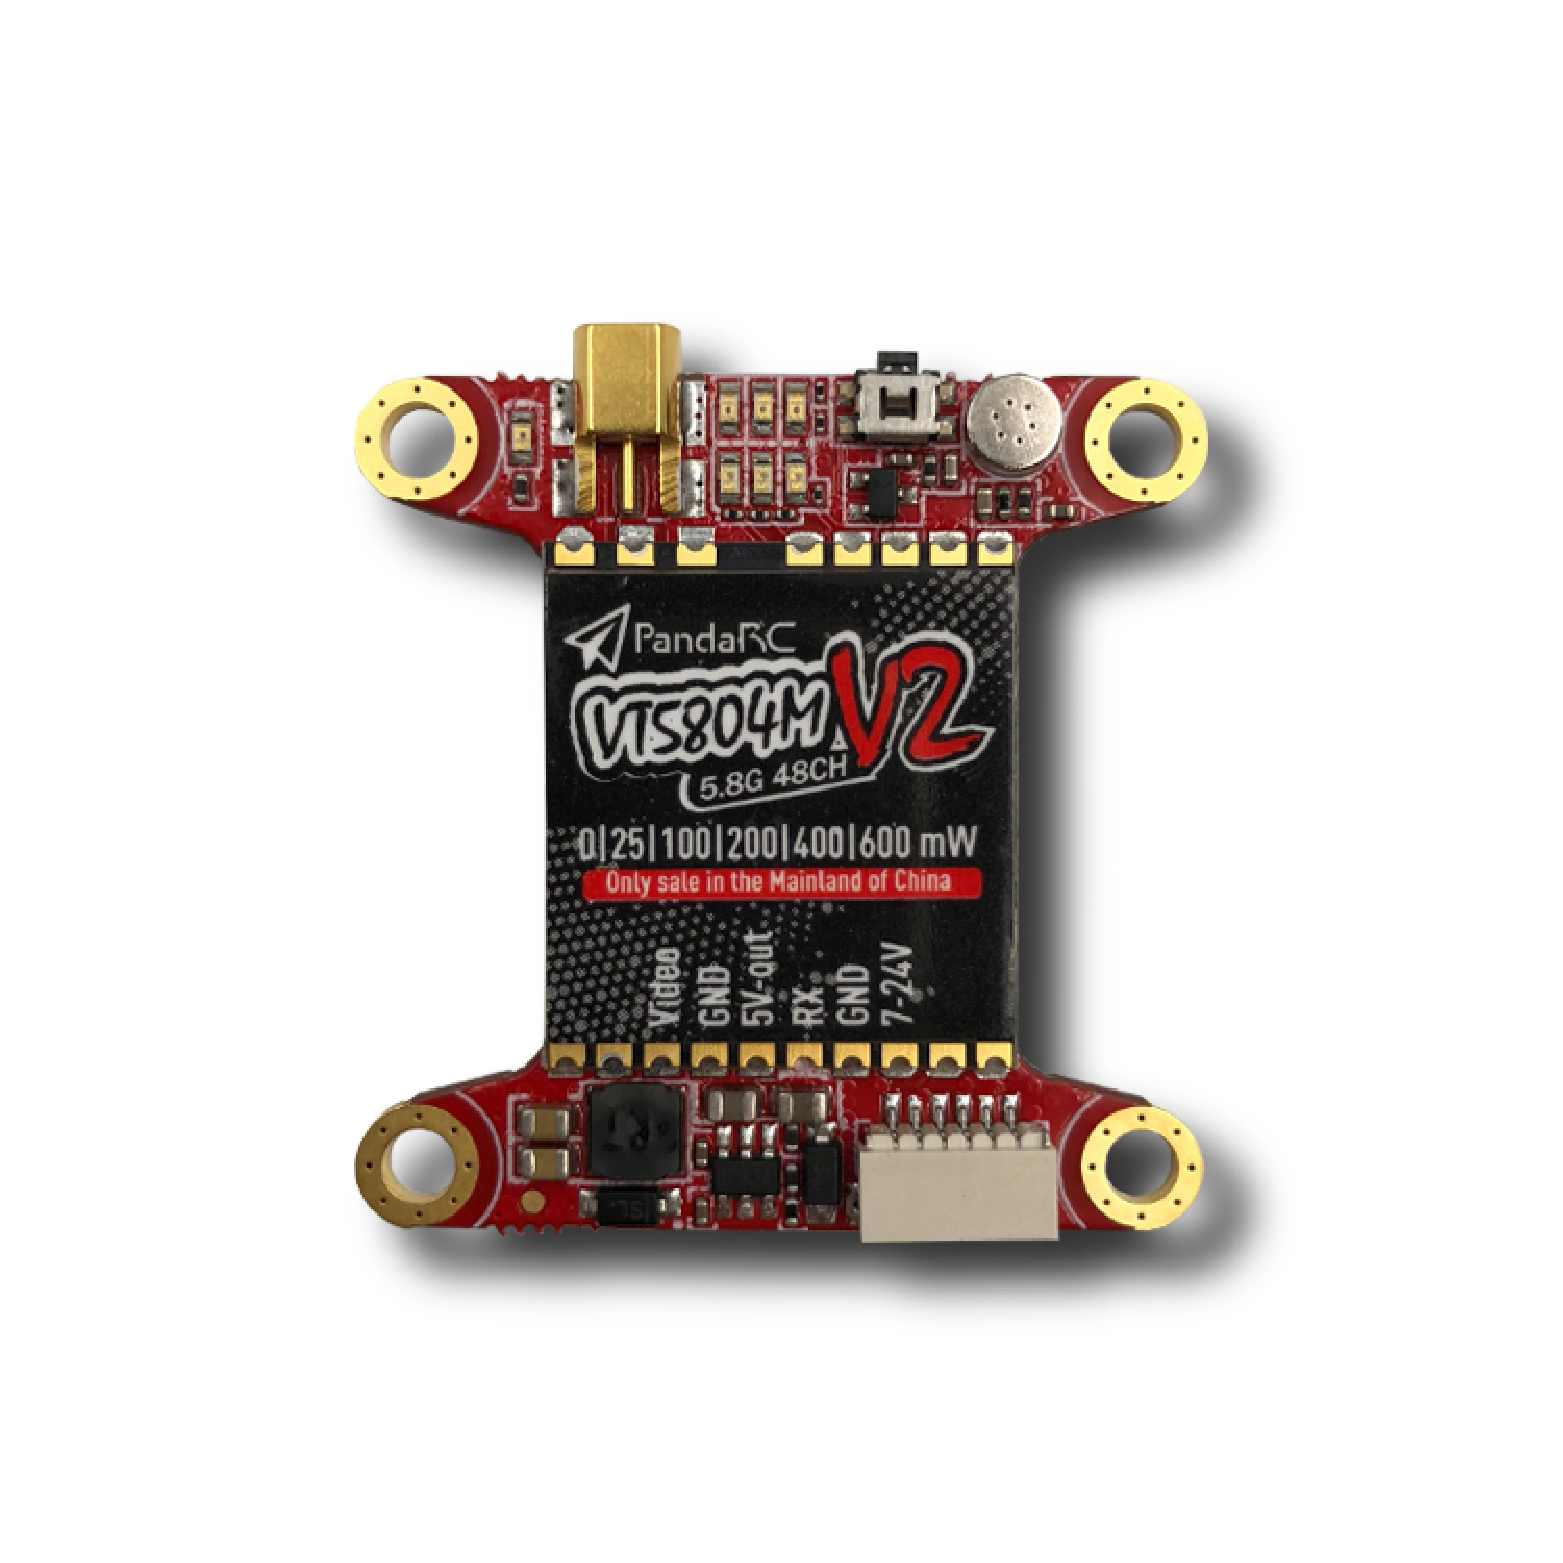 PandaRC
VT5804M V2
5.8G 48CH
0|25|100|200|400|600 mW
Only sale in the Mainland of China
Video
GND
5V-out
RX
GND
7-24V